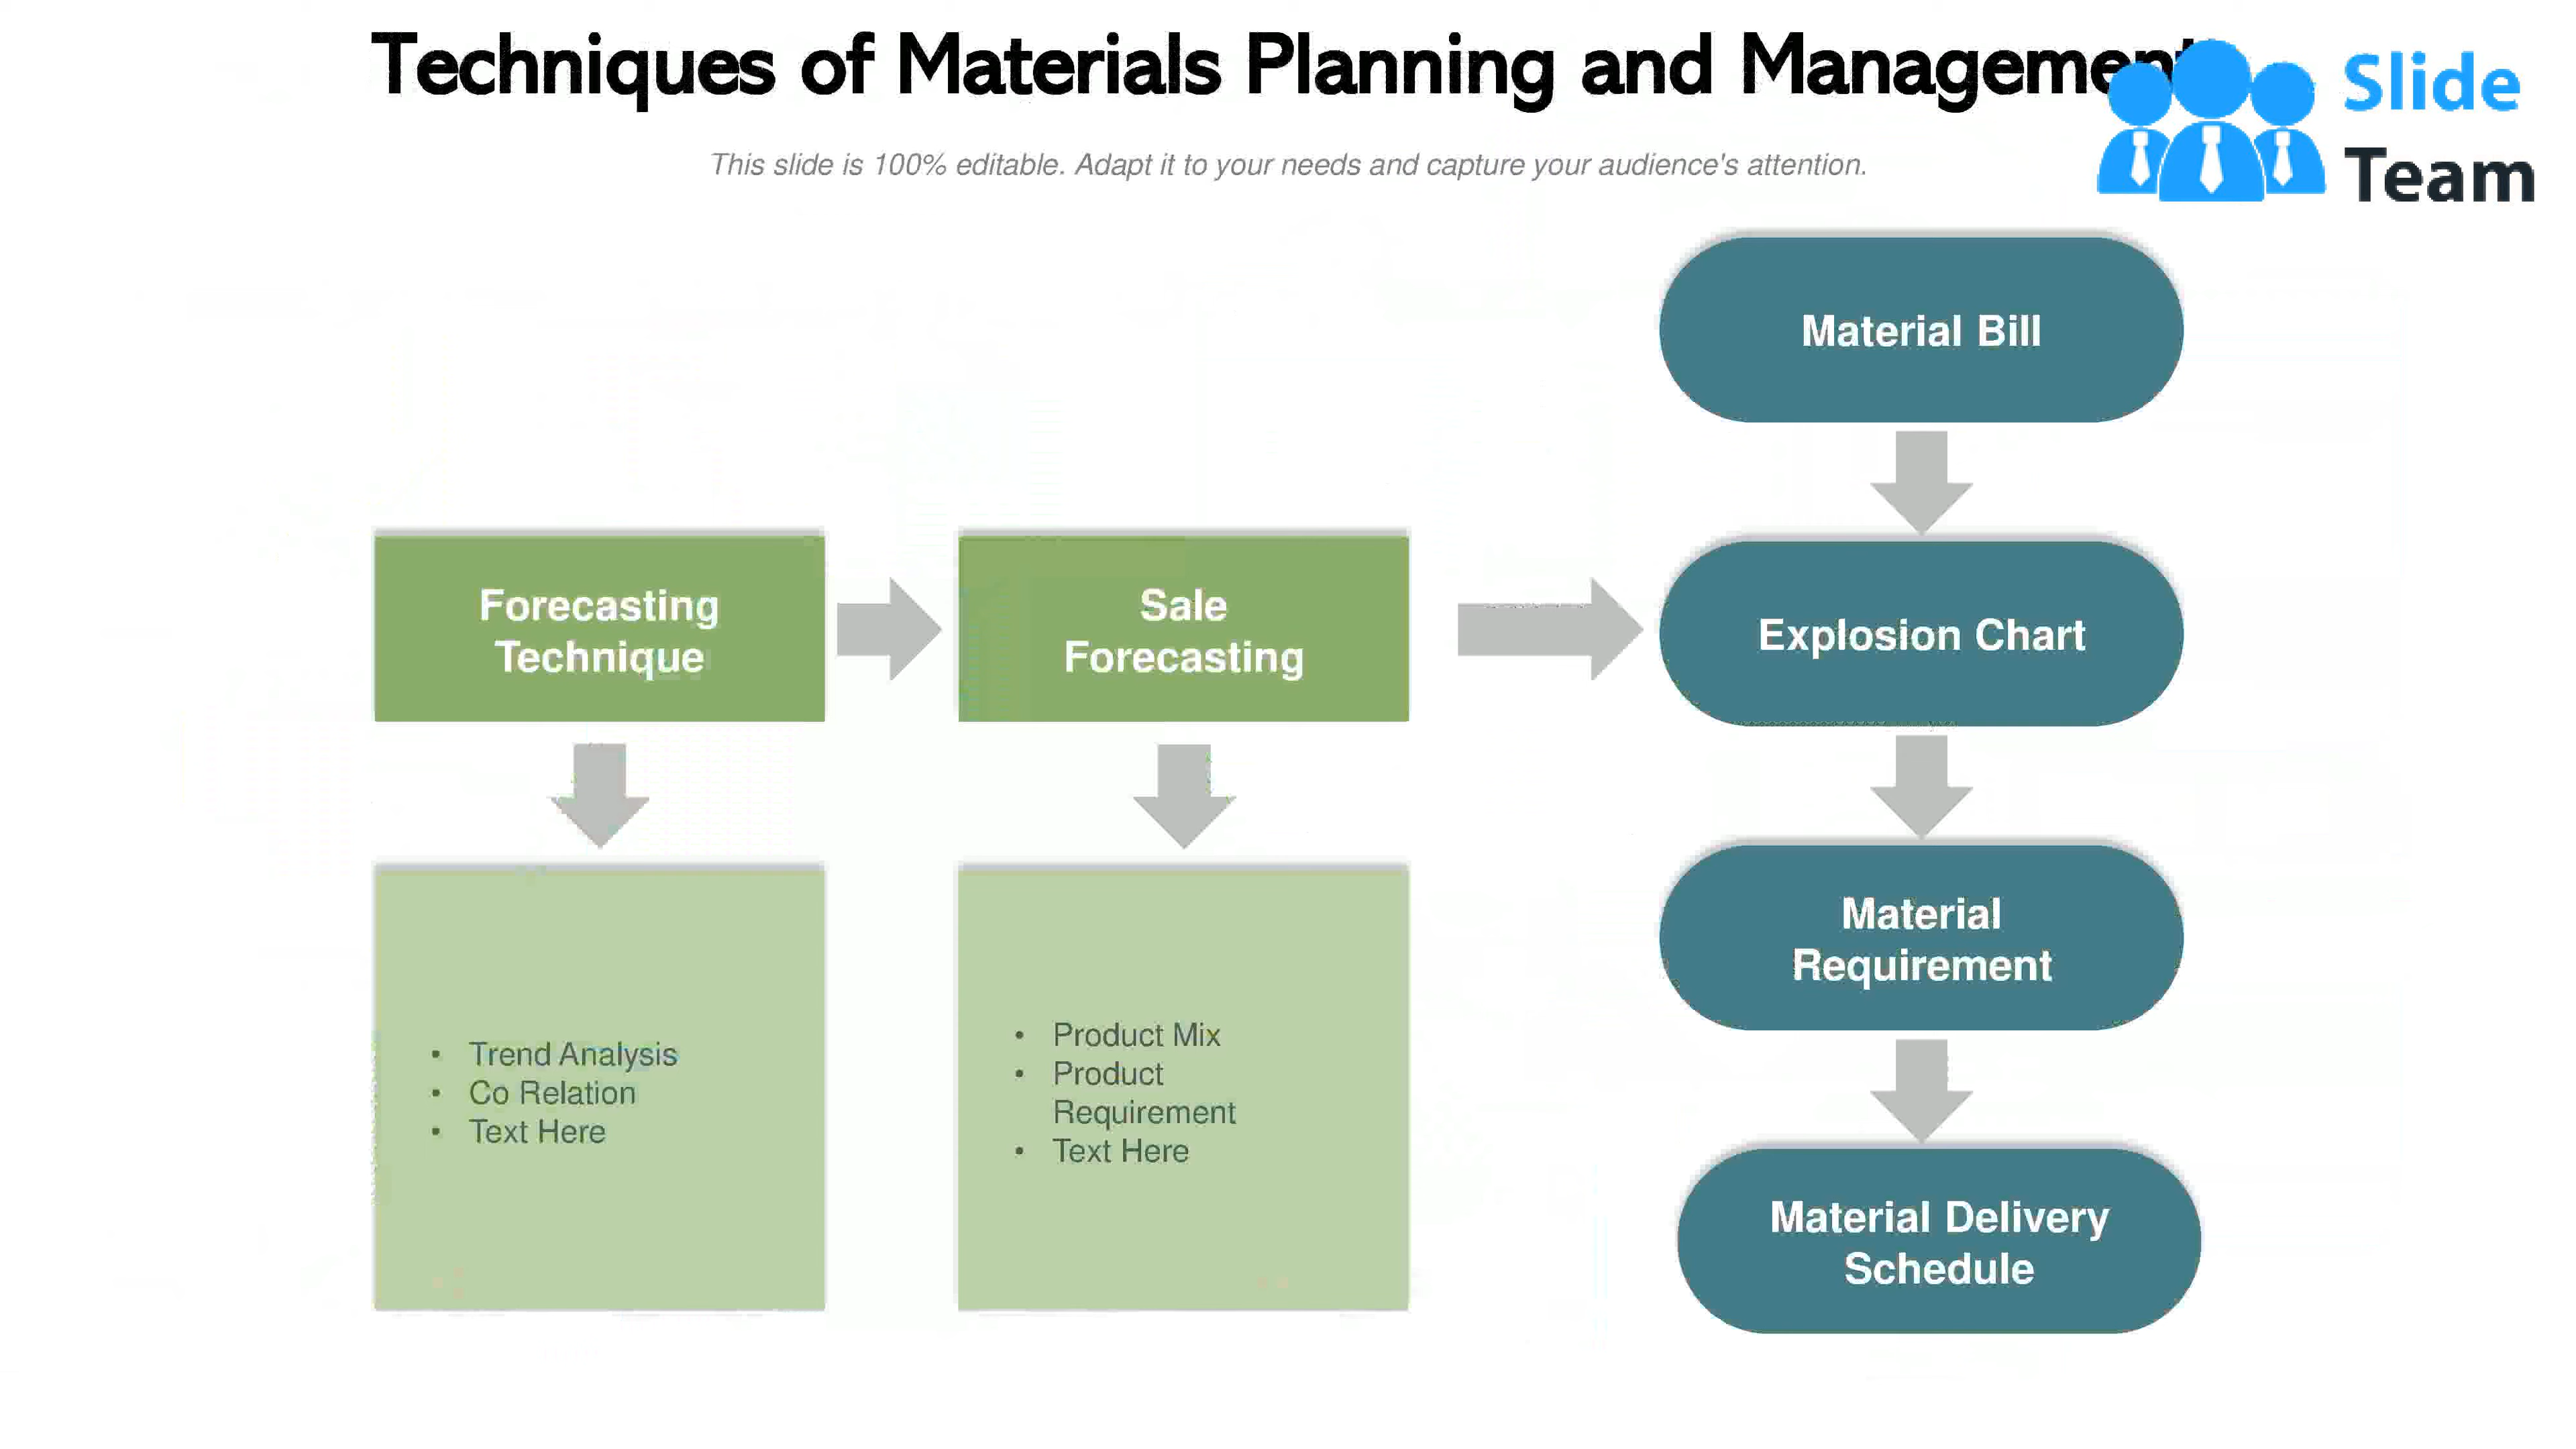 Techniques of Materials Planning and Management
Slide
Team
This slide is 100% editable. Adapt it to your needs and capture your audience's attention.
Material Bill
Forecasting
Technique
Sale
Forecasting
Explosion Chart
Material
Requirement
• Trend Analysis
• Co Relation
• Text Here
• Product Mix
• Product
Requirement
• Text Here
Material Delivery
Schedule